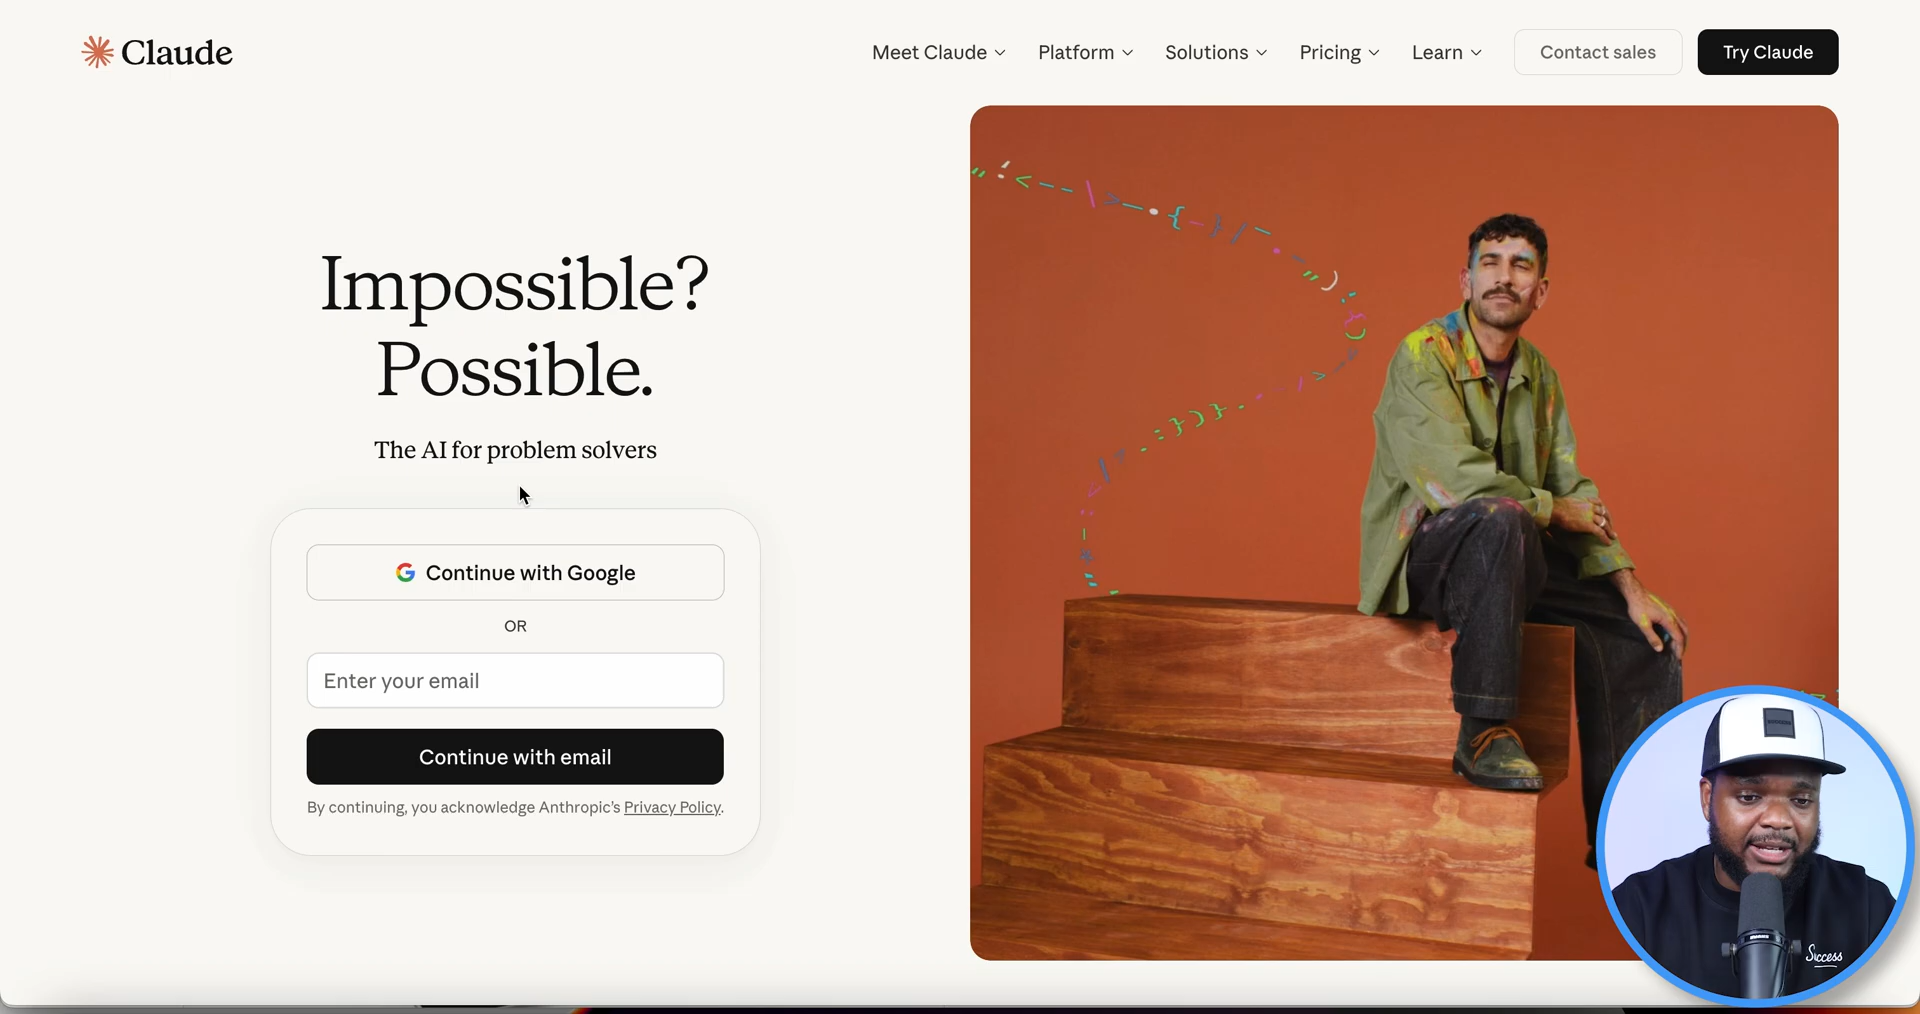 Claude
Meet Claude
Platform
Solutions
Pricing
Learn
Contact sales
Try Claude
Impossible?
Possible.
The AI for problem solvers
Continue with Google
OR
Enter your email
Continue with email
By continuing, you acknowledge Anthropic's Privacy Policy.
Success